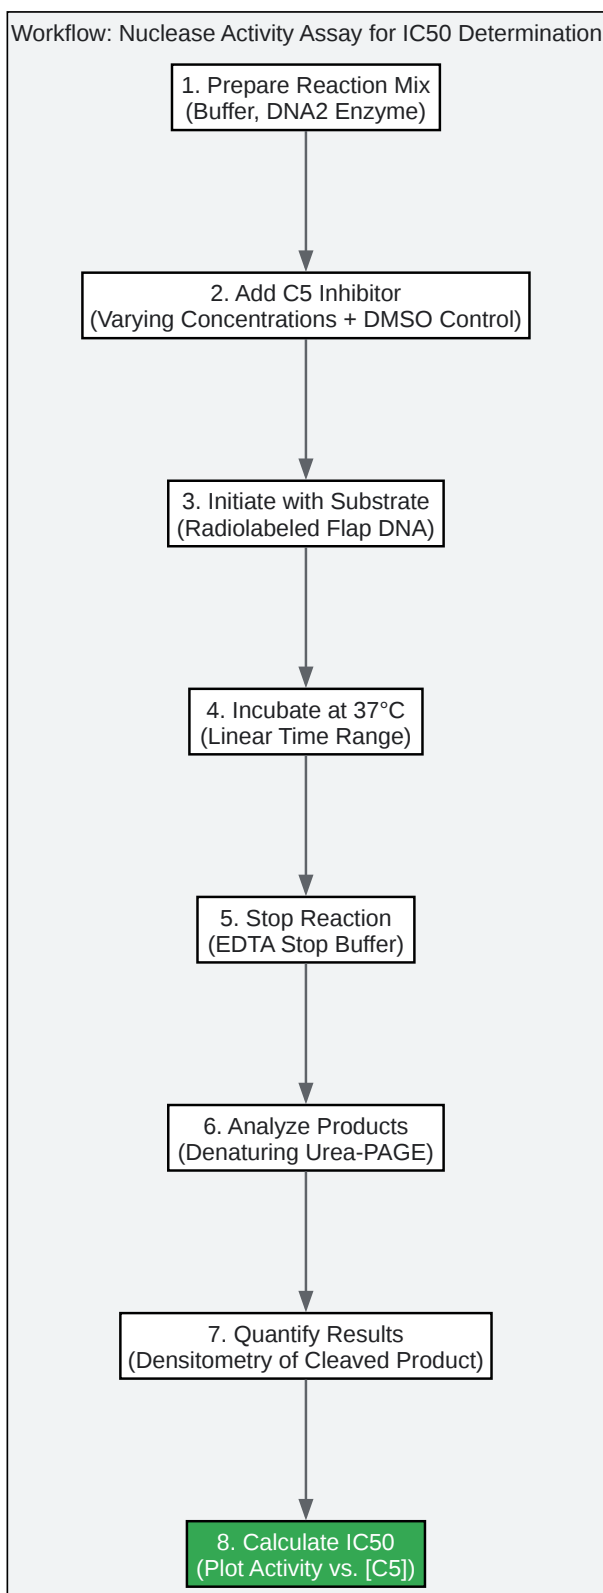 Workflow: Nuclease Activity Assay for IC50 Determination
1. Prepare Reaction Mix
(Buffer, DNA2 Enzyme)
2. Add C5 Inhibitor
(Varying Concentrations + DMSO Control)
3. Initiate with Substrate
(Radiolabeled Flap DNA)
4. Incubate at 37°C
(Linear Time Range)
5. Stop Reaction
(EDTA Stop Buffer)
6. Analyze Products
(Denaturing Urea-PAGE)
7. Quantify Results
(Densitometry of Cleaved Product)
8. Calculate IC50
(Plot Activity vs. [C5])